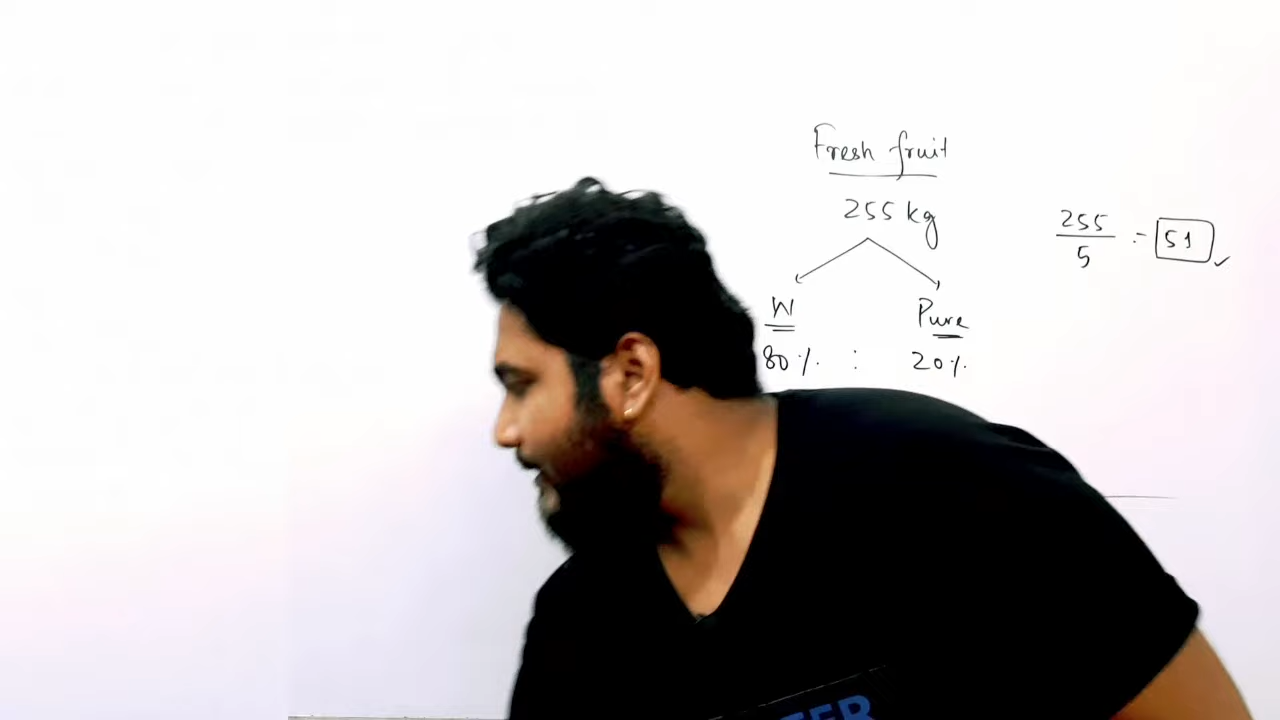 Fresh fruit
255 kg
W Pure
80% : 20%
255
5
= 51